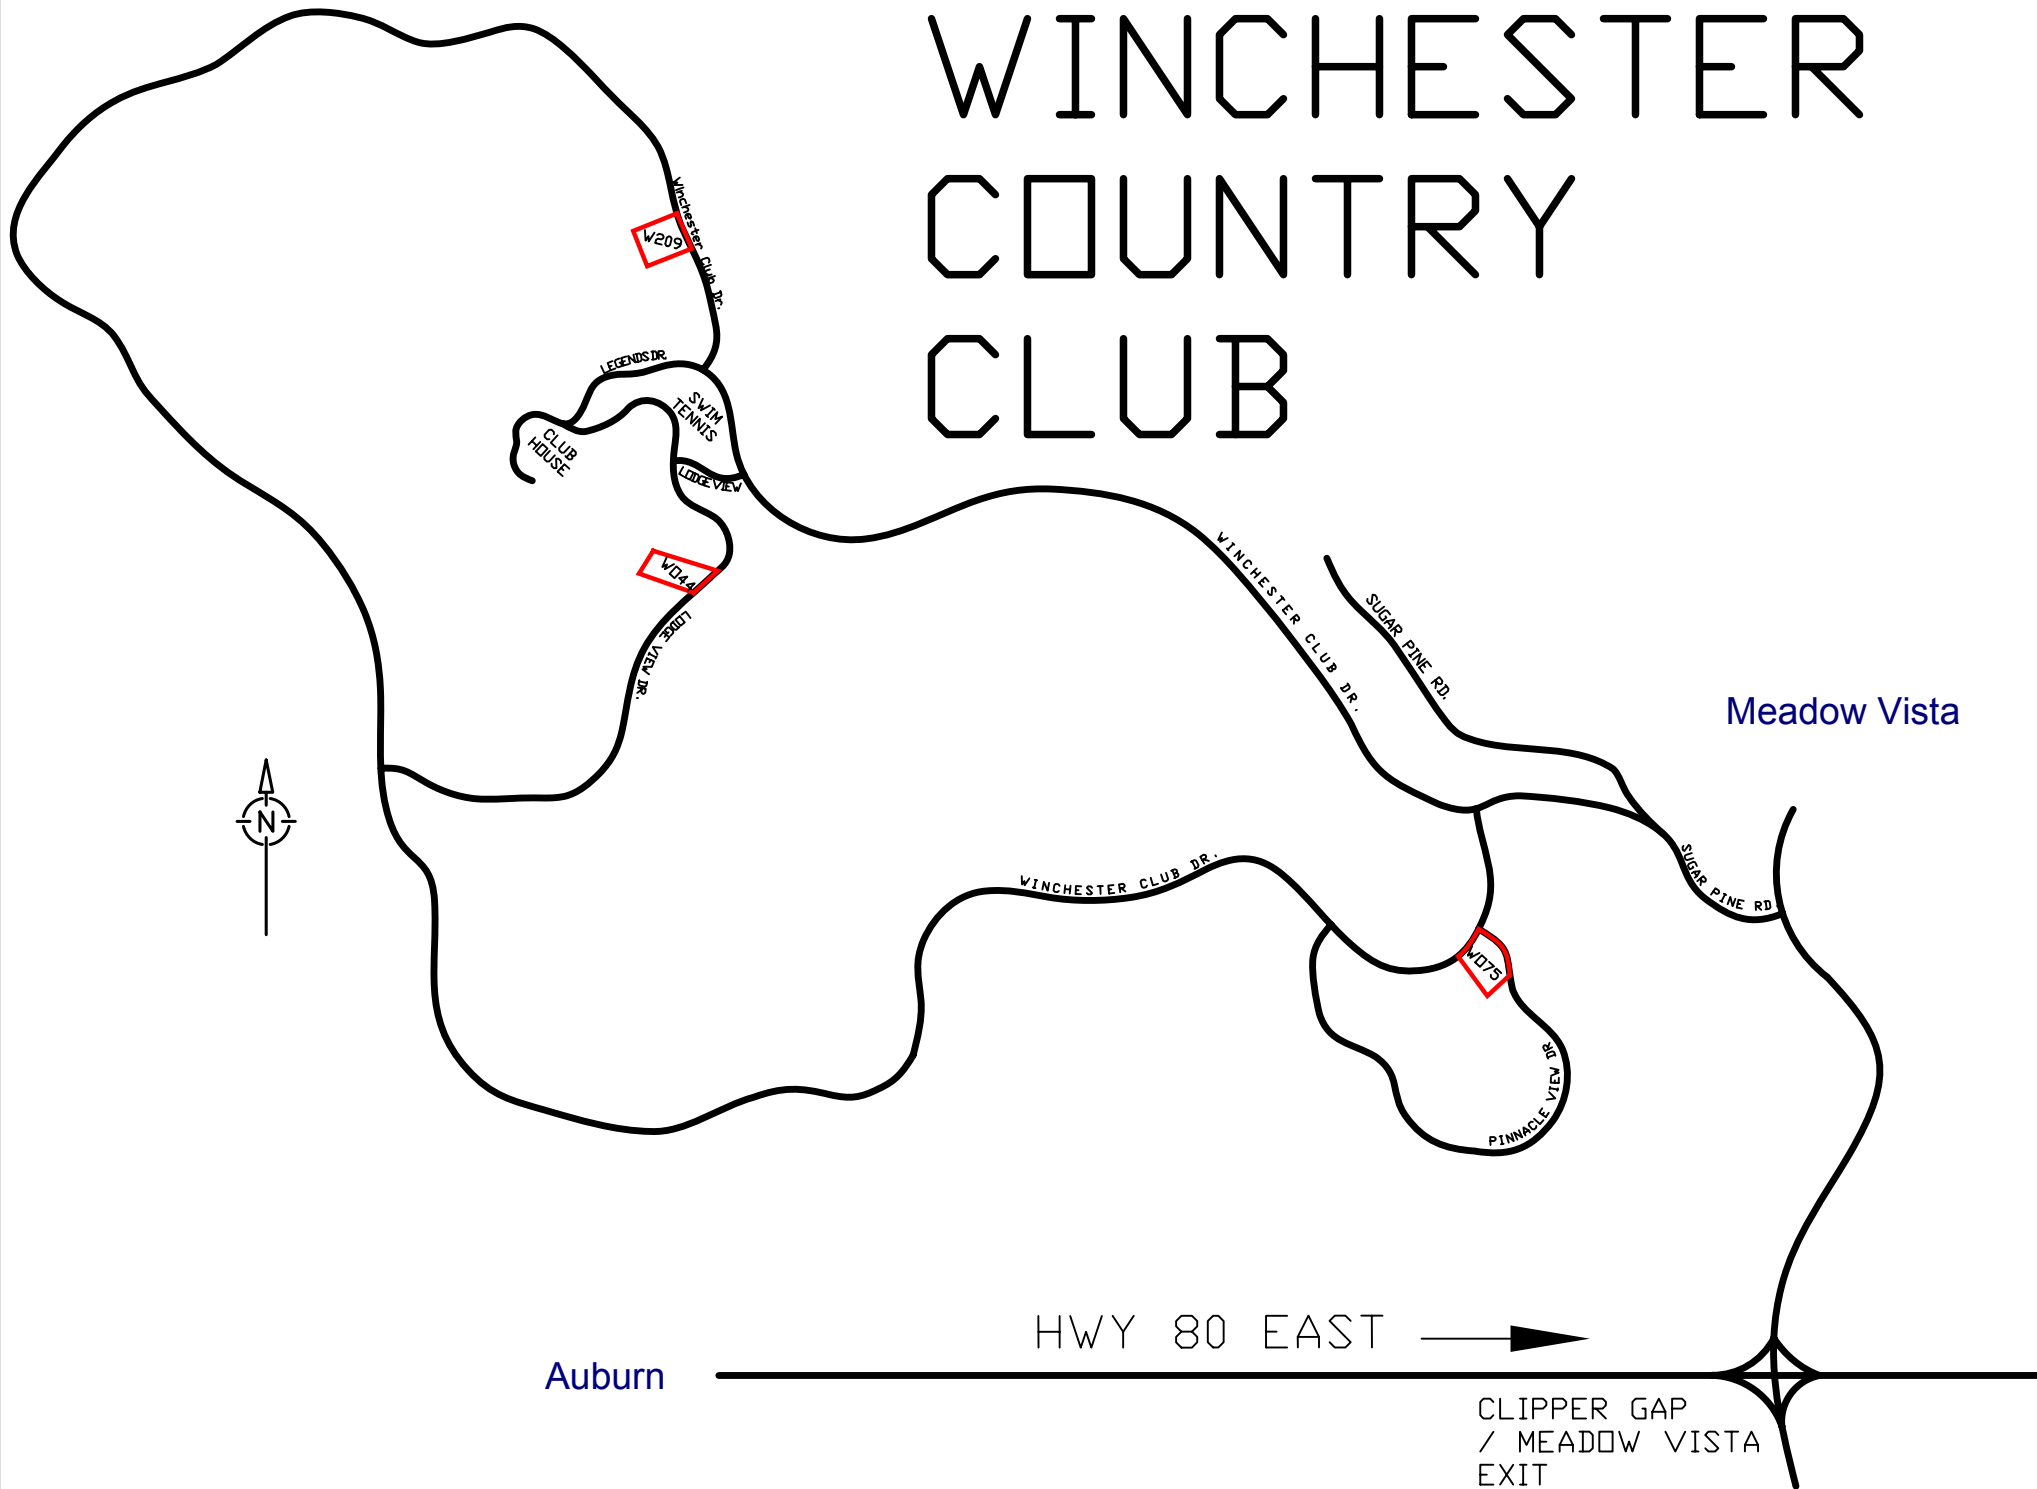 WINCHESTER
COUNTRY
CLUB
Winchester Club Dr.
W209
LEGENDS DR.
SWIM
TENNIS
CLUB
HOUSE
LODGEVIEW
W044
LODGE VIEW DR.
WINCHESTER CLUB DR.
SUGAR PINE RD.
Meadow Vista
N
WINCHESTER CLUB DR.
SUGAR PINE RD
W075
PINNACLE VIEW DR
HWY 80 EAST
Auburn
CLIPPER GAP
/ MEADOW VISTA
EXIT